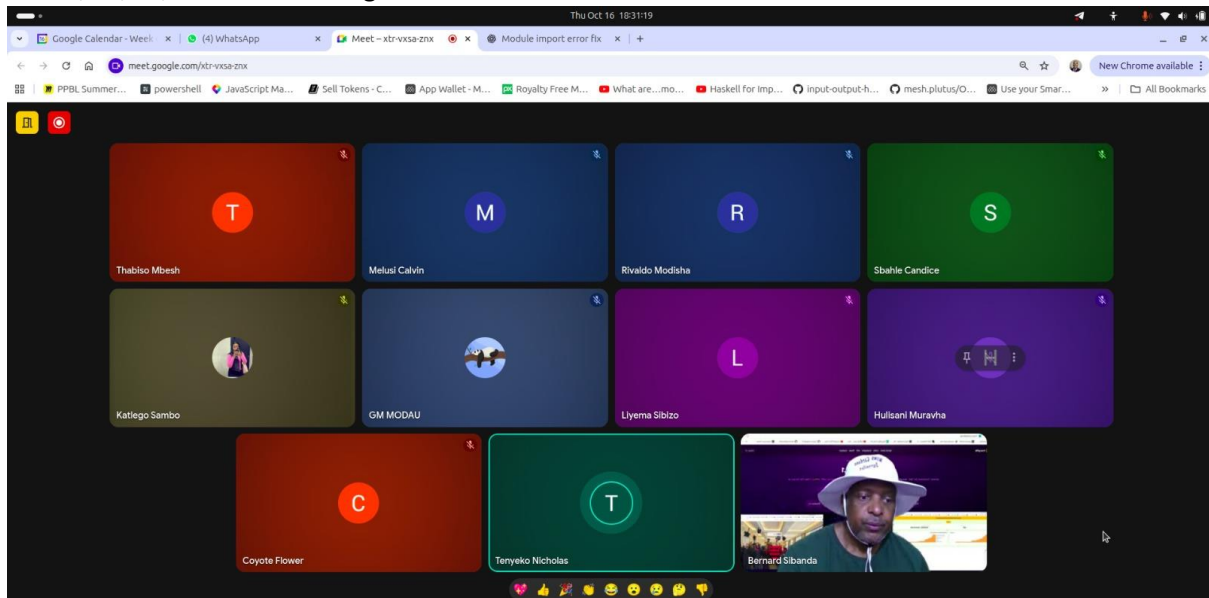 Thu Oct 16 18:31:19
Google Calendar - Week
(4) WhatsApp
Meet – xtr-vxsa-znx
Module import error fix
meet.google.com/xtr-vxsa-znx
New Chrome available
PPBL Summer...
powershell
JavaScript Ma...
Sell Tokens - C...
App Wallet - M...
Royalty Free M...
What are...mo...
Haskell for Imp...
input-output-h...
mesh.plutus/O...
Use your Smar...
All Bookmarks
T
Thabiso Mbesh
M
Melusi Calvin
R
Rivaldo Modisha
S
Sbahle Candice
Katlego Sambo
GM MODAU
L
Liyema Sibizo
H
Hulisani Muravha
C
Coyote Flower
T
Tenyeko Nicholas
Bernard Sibanda